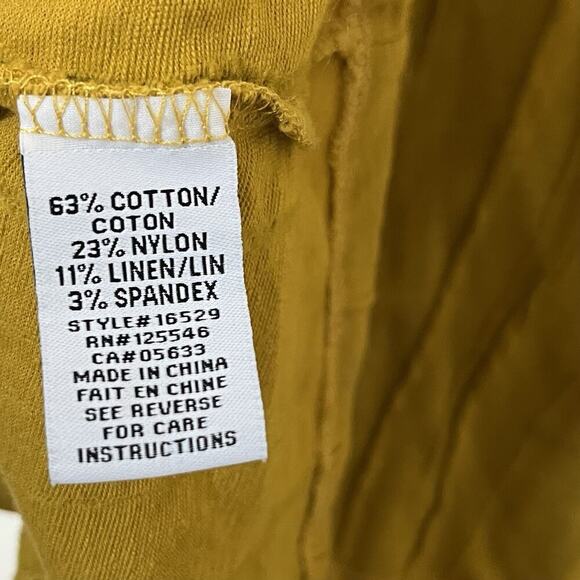 63% COTTON/
COTON
23% NYLON
11% LINEN/LIN
3% SPANDEX
STYLE#16529
RN#125546
CA#05633
MADE IN CHINA
FAIT EN CHINE
SEE REVERSE
FOR CARE
INSTRUCTIONS